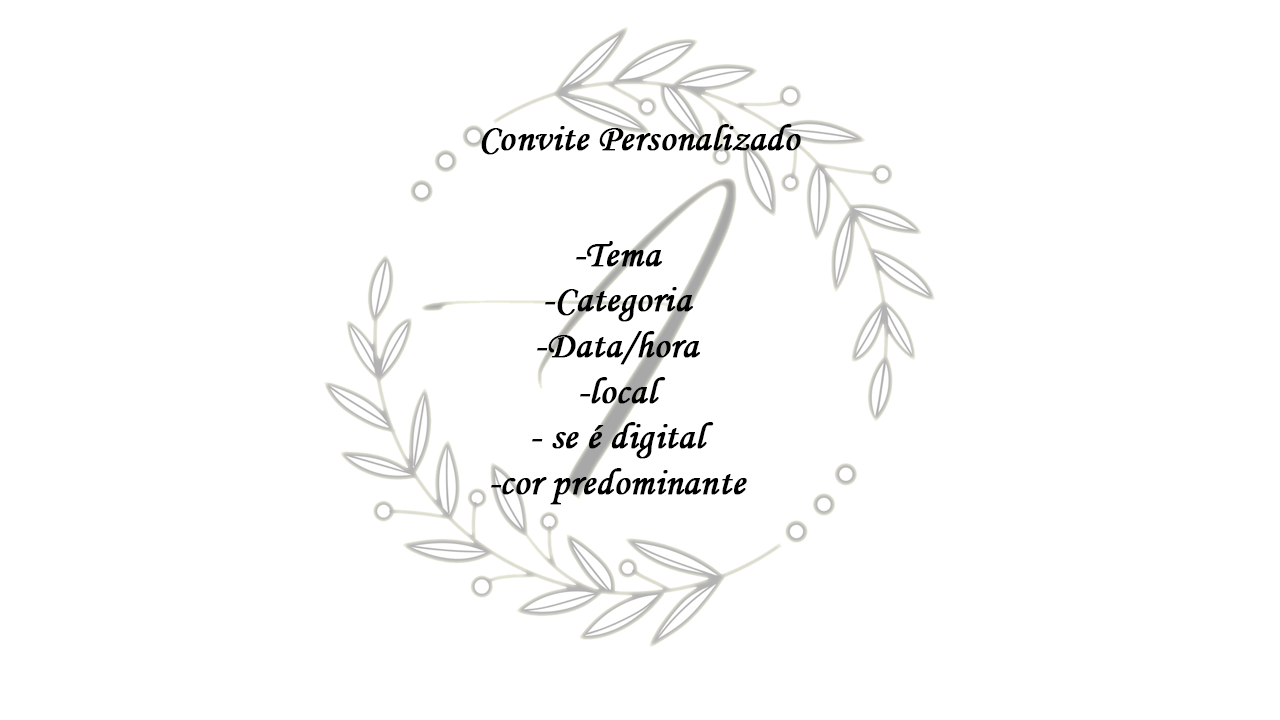 Convite Personalizado
-Tema
-Categoria
-Data/hora
-local
- se é digital
-cor predominante